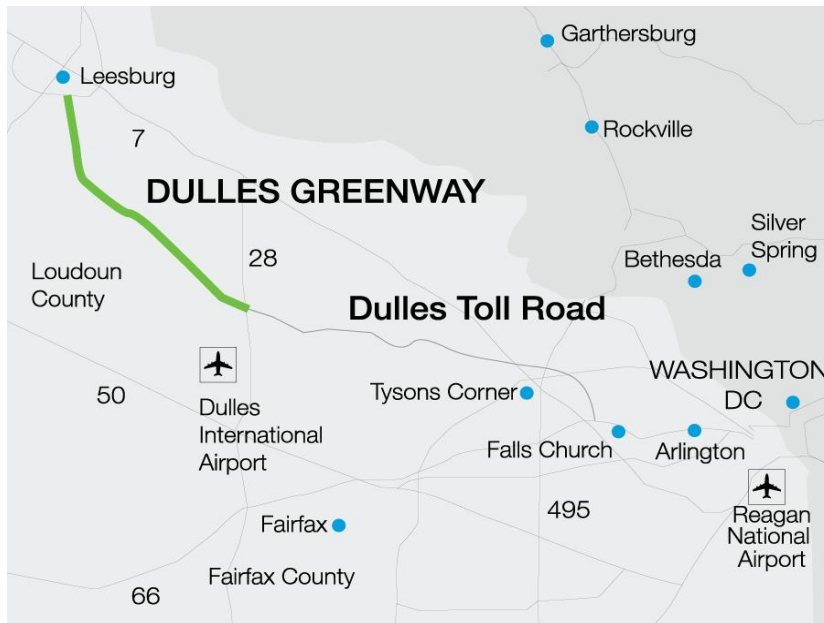 Garthersburg
Leesburg
7
Rockville
DULLES GREENWAY
Silver
Spring
28
Bethesda
Loudoun
County
Dulles Toll Road
WASHINGTON
DC
50
Tysons Corner
Dulles
International
Airport
Falls Church
Arlington
495
Reagan
National
Airport
Fairfax
Fairfax County
66